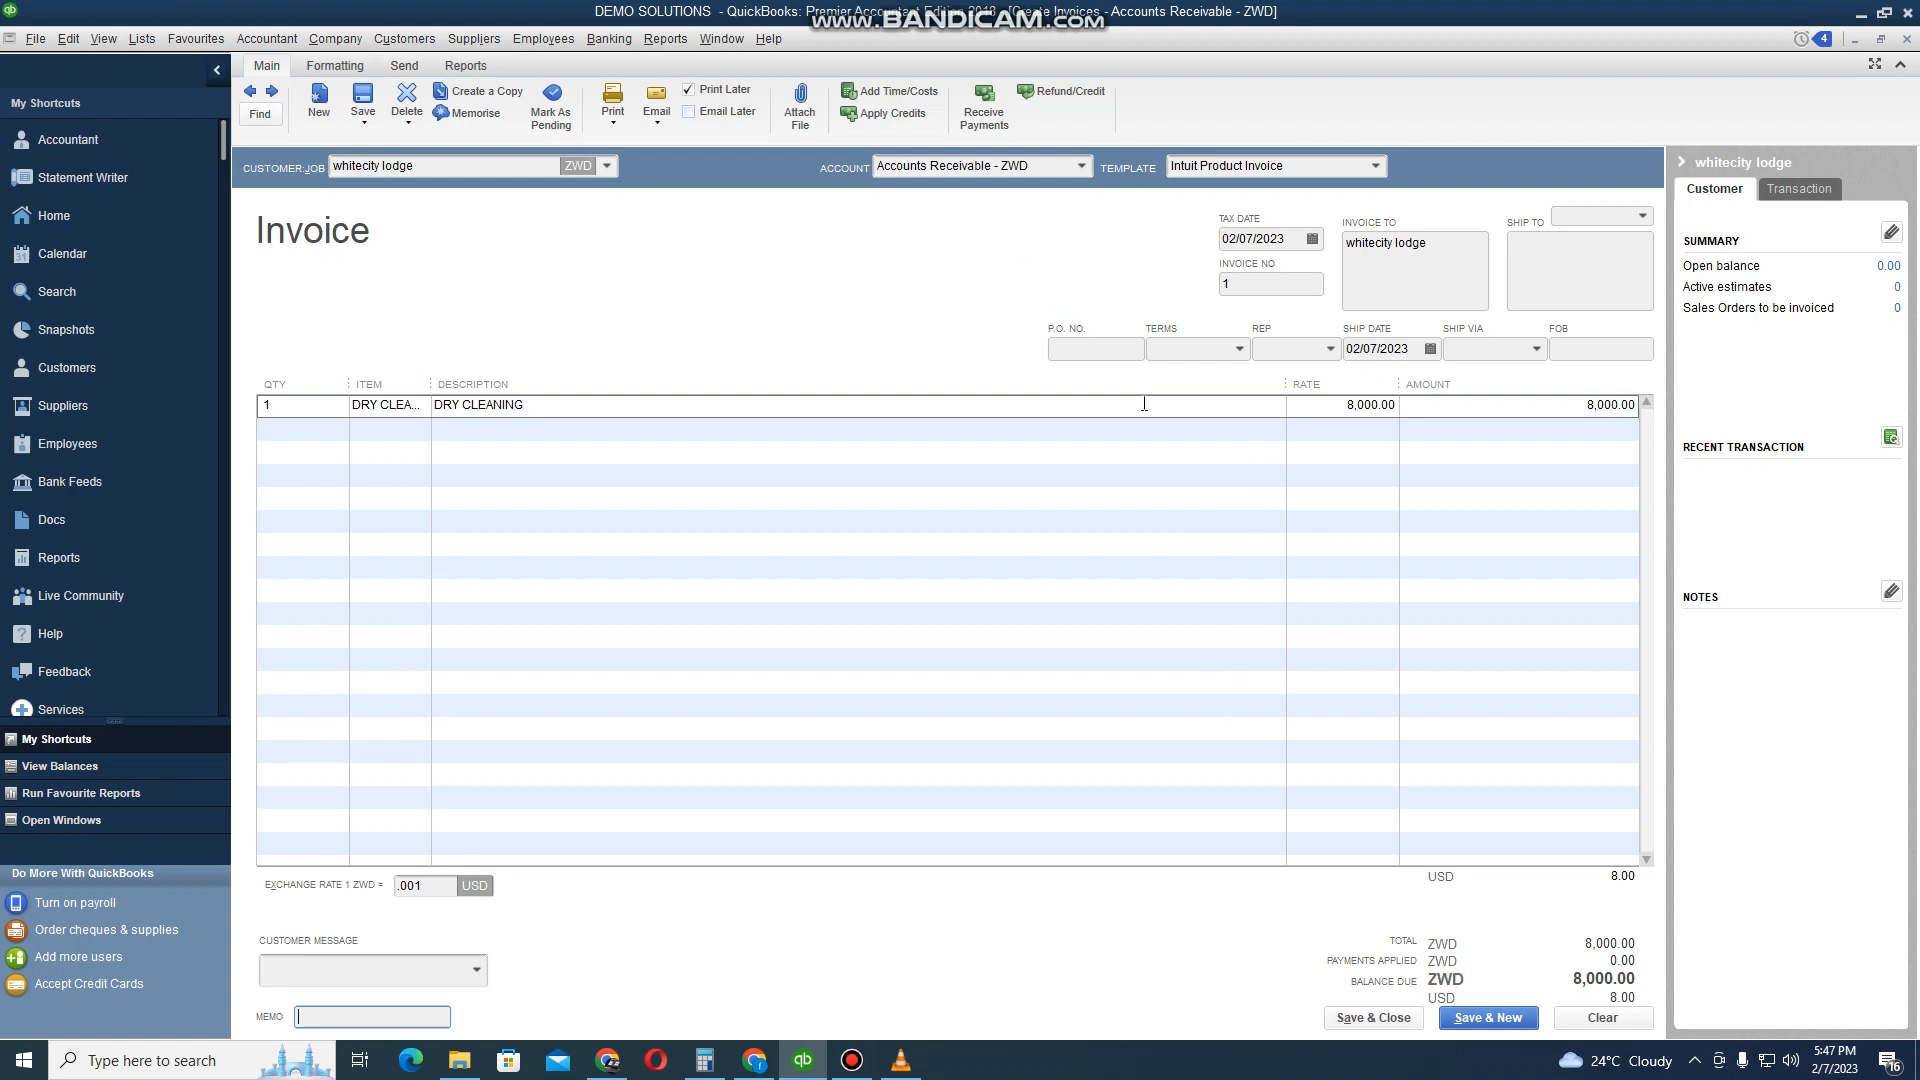 DEMO SOLUTIONS - QuickBooks: Premier Accountant Edition 2018 - [Create Invoices - Accounts Receivable - ZWD]
www.BANDICAM.com
File Edit View Lists Favourites Accountant Company Customers Suppliers Employees Banking Reports Window Help
4
Main Formatting Send Reports
My Shortcuts
Find
New
Save
Delete
Create a Copy
Memorise
Mark As
Pending
Print
Email
Print Later
Email Later
Attach
File
Add Time/Costs
Apply Credits
Receive
Payments
Refund/Credit
Accountant
Statement Writer
Home
Calendar
31
Search
Snapshots
Customers
Suppliers
Employees
Bank Feeds
Docs
Reports
Live Community
Help
Feedback
Services
My Shortcuts
View Balances
Run Favourite Reports
Open Windows
Do More With QuickBooks
Turn on payroll
Order cheques & supplies
Add more users
Accept Credit Cards
CUSTOMER:JOB whitecity lodge ZWD
ACCOUNT Accounts Receivable - ZWD
TEMPLATE Intuit Product Invoice
Invoice
TAX DATE
02/07/2023
INVOICE NO
1
INVOICE TO
whitecity lodge
SHIP TO
P.O. NO. TERMS REP SHIP DATE SHIP VIA FOB
02/07/2023
QTY ITEM DESCRIPTION RATE AMOUNT
1 DRY CLEA... DRY CLEANING 8,000.00 8,000.00
EXCHANGE RATE 1 ZWD = .001 USD
USD 8.00
CUSTOMER MESSAGE
TOTAL ZWD 8,000.00
PAYMENTS APPLIED ZWD 0.00
BALANCE DUE ZWD 8,000.00
USD 8.00
MEMO
Save & Close
Save & New
Clear
whitecity lodge
Customer Transaction
SUMMARY
Open balance 0.00
Active estimates 0
Sales Orders to be invoiced 0
RECENT TRANSACTION
NOTES
Type here to search
qb
24°C Cloudy
5:47 PM
2/7/2023
16